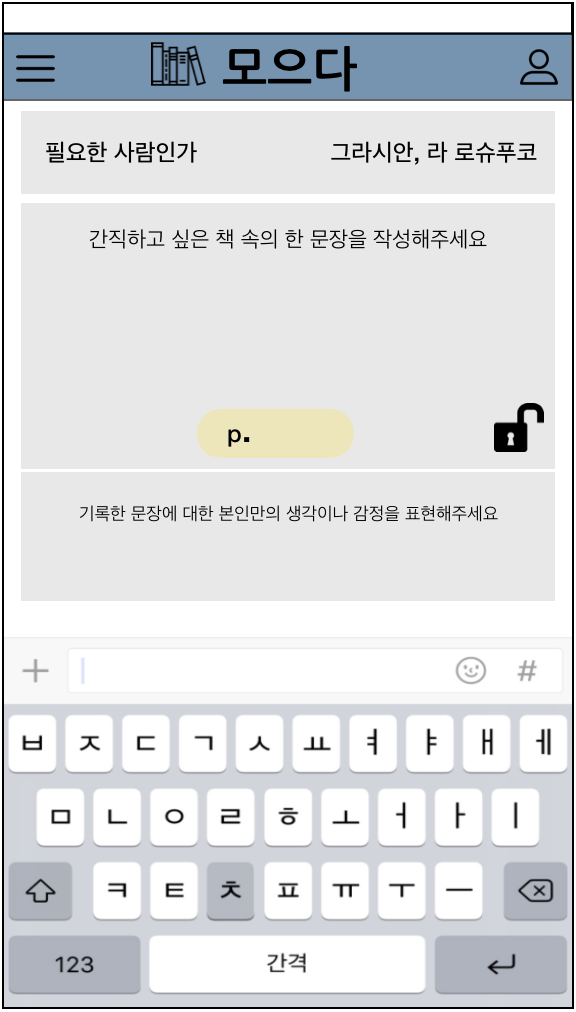 모으다
필요한 사람인가 그라시안, 라 로슈푸코
간직하고 싶은 책 속의 한 문장을 작성해주세요
p.
기록한 문장에 대한 본인만의 생각이나 감정을 표현해주세요
#
ㅂ ㅈ ㄷ ㄱ ㅅ ㅛ ㅕ ㅑ ㅐ ㅔ
ㅁ ㄴ ㅇ ㄹ ㅎ ㅗ ㅓ ㅏ ㅣ
ㅋ ㅌ ㅊ ㅍ ㅠ ㅜ ㅡ
123 간격